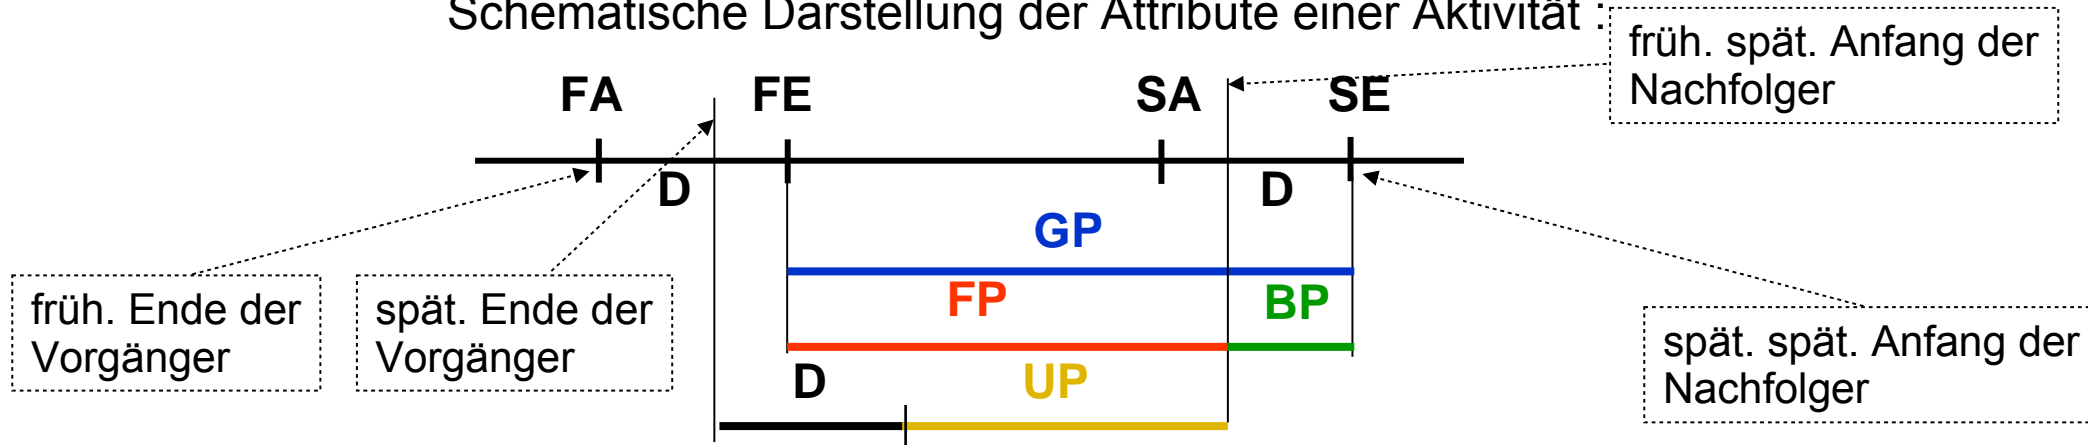 Schematische Darstellung der Attribute einer Aktivität :
früh. spät. Anfang der
Nachfolger
FA
FE
SA
SE
D
D
GP
früh. Ende der
Vorgänger
spät. Ende der
Vorgänger
FP
BP
spät. spät. Anfang der
Nachfolger
D
UP